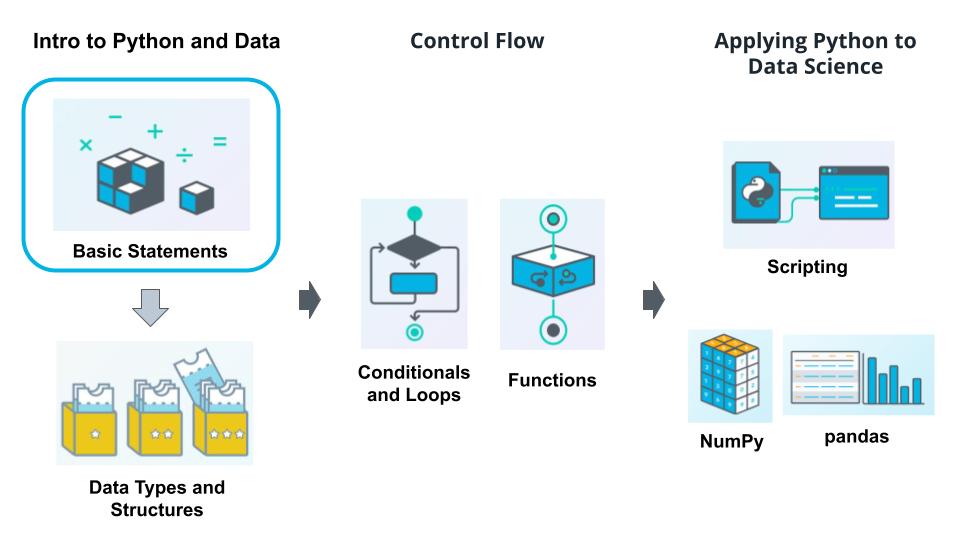 Intro to Python and Data
Basic Statements
Data Types and
Structures
Control Flow
Conditionals
and Loops
Functions
Applying Python to
Data Science
Scripting
NumPy
pandas